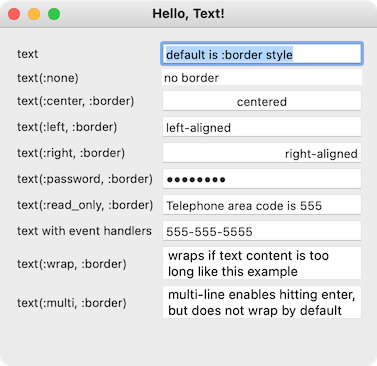 Hello, Text!
text default is :border style
text(:none) no border
text(:center, :border) centered
text(:left, :border) left-aligned
text(:right, :border) right-aligned
text(:password, :border) ●●●●●●●●
text(:read_only, :border) Telephone area code is 555
text with event handlers 555-555-5555
text(:wrap, :border) wraps if text content is too
long like this example
text(:multi, :border) multi-line enables hitting enter,
but does not wrap by default